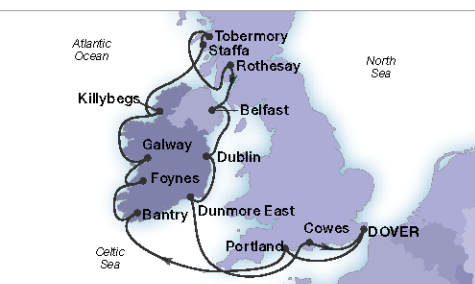 Atlantic
Ocean
Tobermory
Staffa
Rothesay
North
Sea
Killybegs
Belfast
Galway
Dublin
Foynes
Bantry
Dunmore East
Cowes
DOVER
Portland
Celtic
Sea